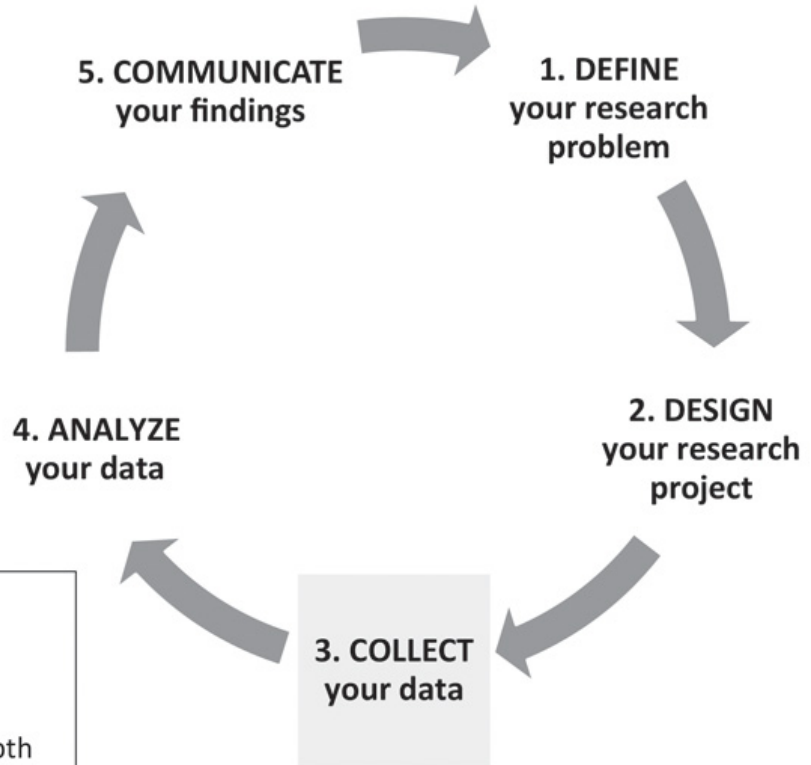 5. COMMUNICATE
your findings
1. DEFINE
your research
problem
2. DESIGN
your research
project
3. COLLECT
your data
4. ANALYZE
your data